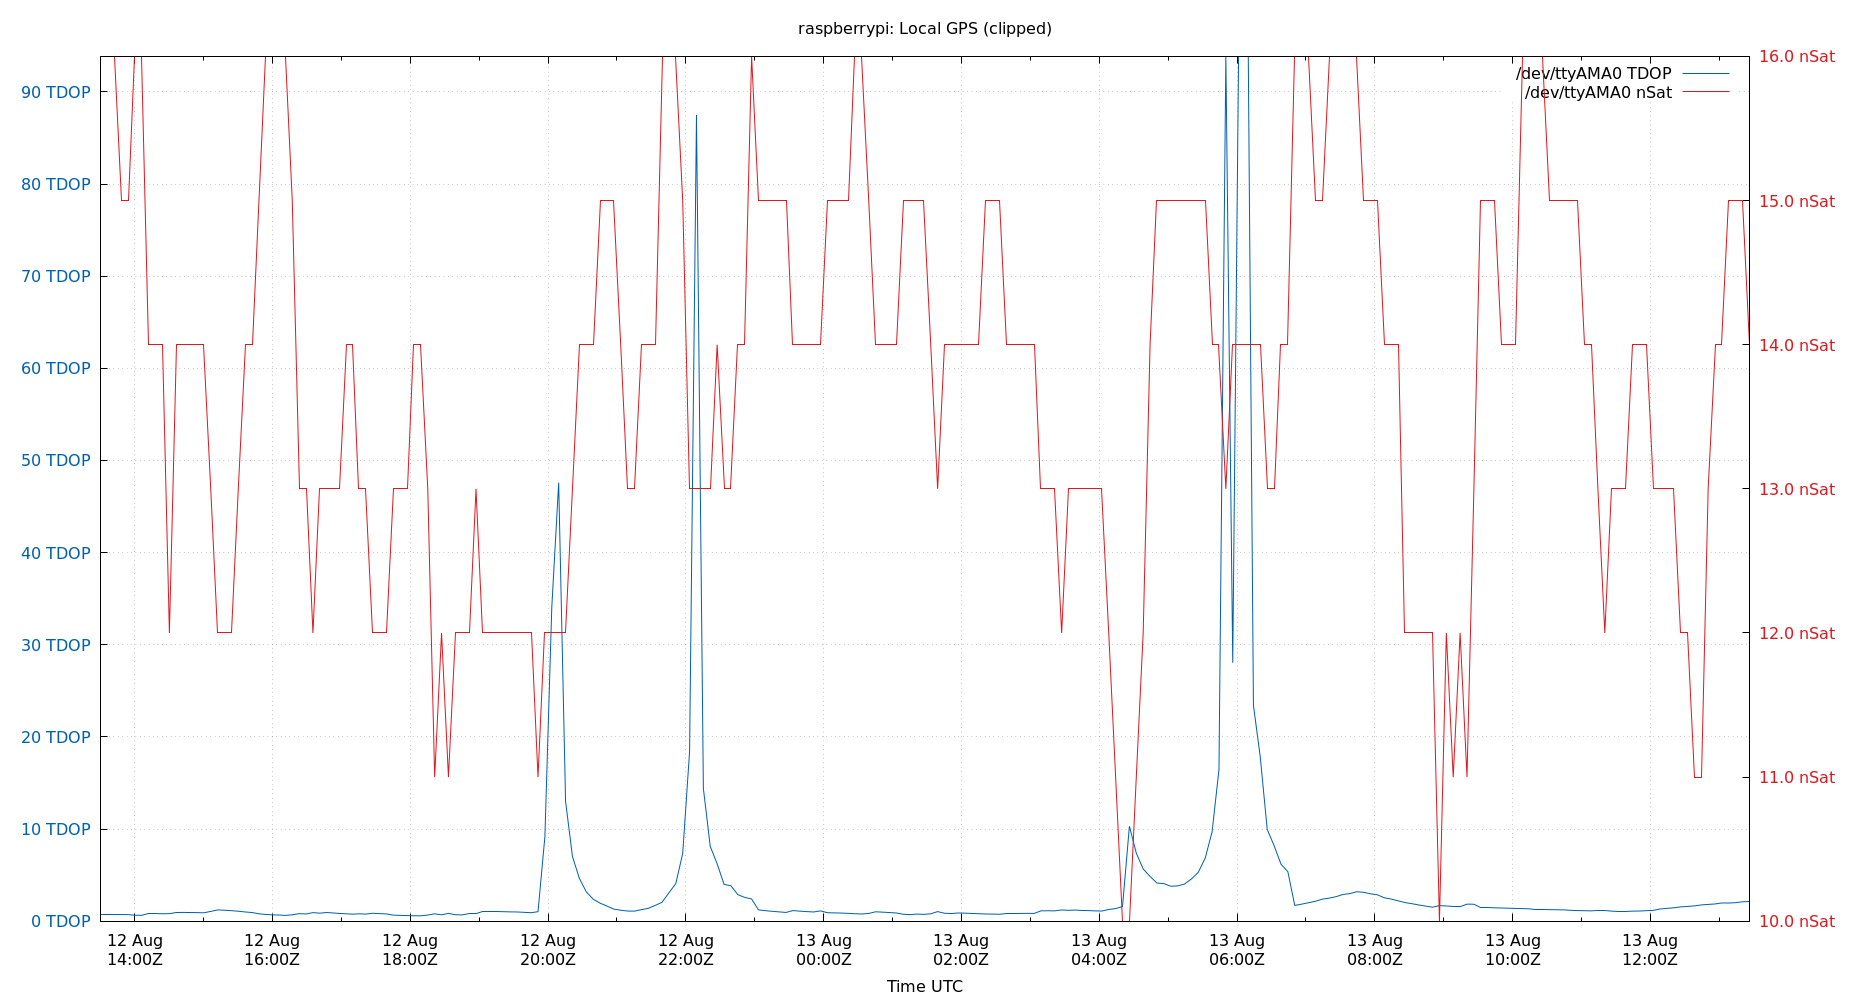 raspberrypi: Local GPS (clipped)
/dev/ttyAMA0 TDOP
/dev/ttyAMA0 nSat
90 TDOP
80 TDOP
70 TDOP
60 TDOP
50 TDOP
40 TDOP
30 TDOP
20 TDOP
10 TDOP
0 TDOP
16.0 nSat
15.0 nSat
14.0 nSat
13.0 nSat
12.0 nSat
11.0 nSat
10.0 nSat
12 Aug
14:00Z
12 Aug
16:00Z
12 Aug
18:00Z
12 Aug
20:00Z
12 Aug
22:00Z
13 Aug
00:00Z
13 Aug
02:00Z
13 Aug
04:00Z
13 Aug
06:00Z
13 Aug
08:00Z
13 Aug
10:00Z
13 Aug
12:00Z
Time UTC